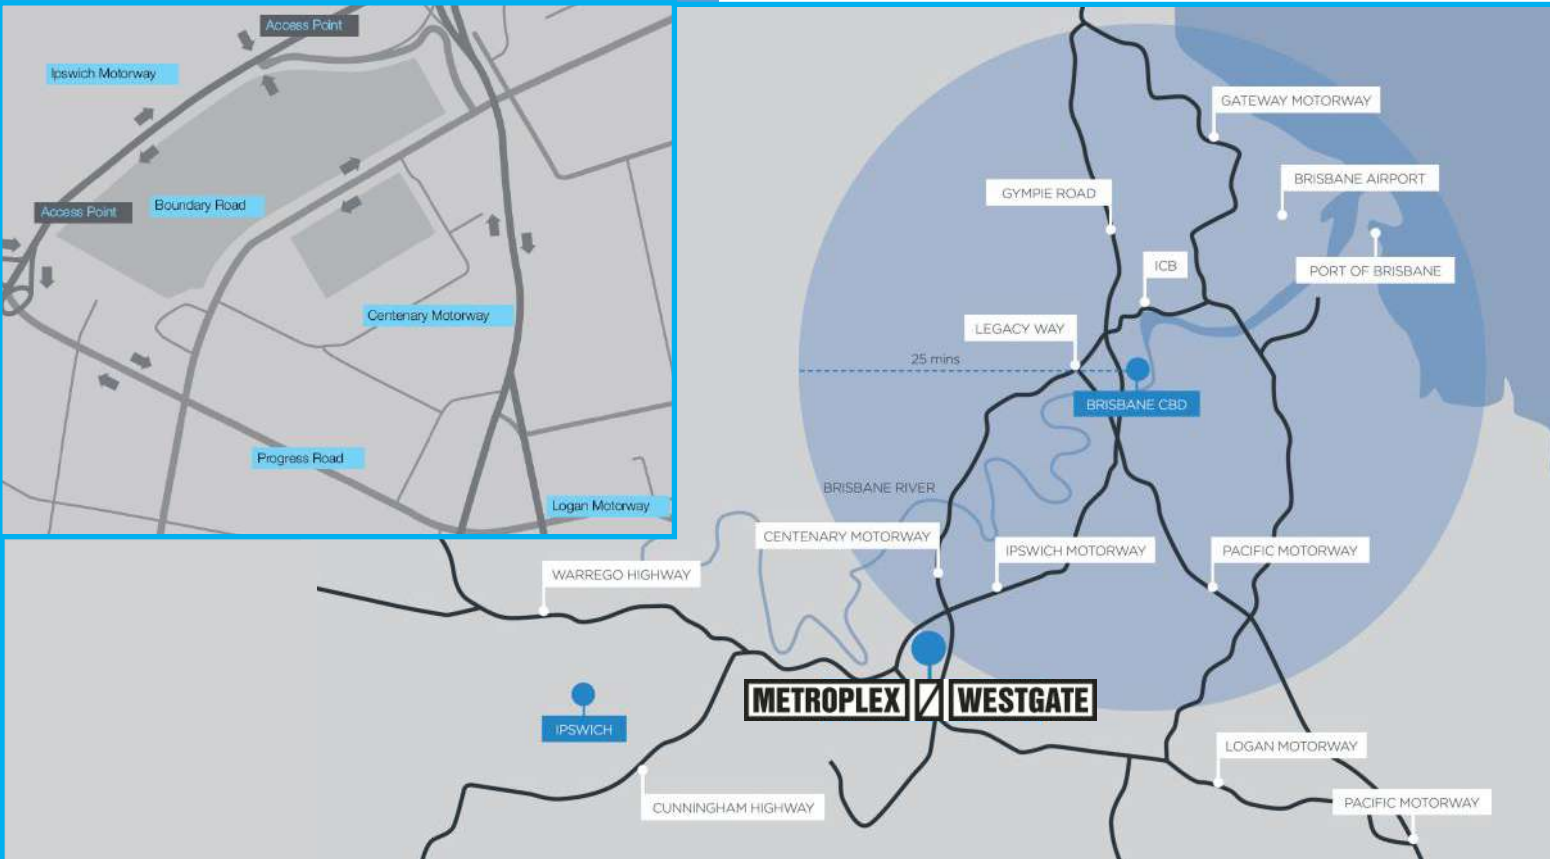 Access Point
Ipswich Motorway
Boundary Road
Access Point
Centenary Motorway
Progress Road
Logan Motorway
GATEWAY MOTORWAY
BRISBANE AIRPORT
GYMPIE ROAD
ICB
PORT OF BRISBANE
LEGACY WAY
25 mins
BRISBANE CBD
BRISBANE RIVER
CENTENARY MOTORWAY
IPSWICH MOTORWAY
PACIFIC MOTORWAY
WARREGO HIGHWAY
METROPLEX WESTGATE
IPSWICH
LOGAN MOTORWAY
CUNNINGHAM HIGHWAY
PACIFIC MOTORWAY